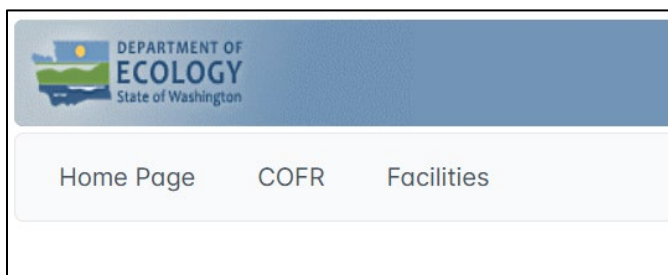 DEPARTMENT OF
ECOLOGY
State of Washington
Home Page COFR Facilities